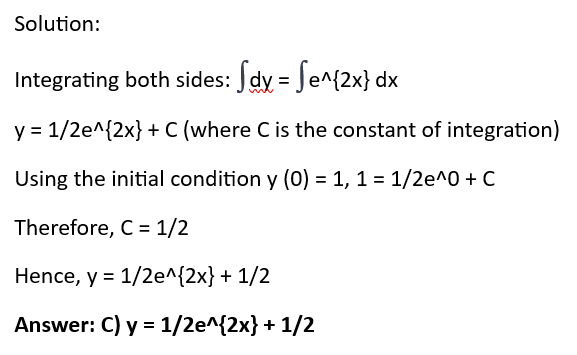 Solution:
Integrating both sides: ∫dy = ∫e^{2x} dx
y = 1/2e^{2x} + C (where C is the constant of integration)
Using the initial condition y (0) = 1, 1 = 1/2e^0 + C
Therefore, C = 1/2
Hence, y = 1/2e^{2x} + 1/2
Answer: C) y = 1/2e^{2x} + 1/2